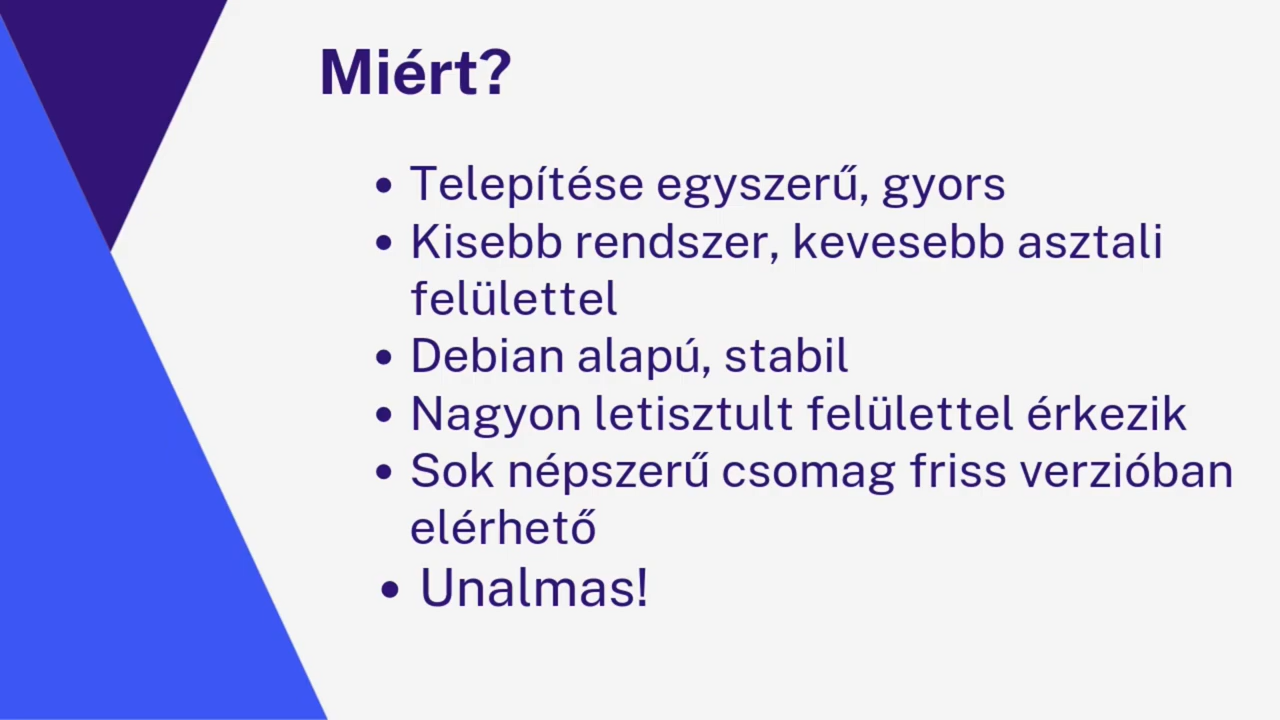 Miért?
• Telepítése egyszerű, gyors
• Kisebb rendszer, kevesebb asztali
felülettel
• Debian alapú, stabil
• Nagyon letisztult felülettel érkezik
• Sok népszerű csomag friss verzióban
elérhető
• Unalmas!